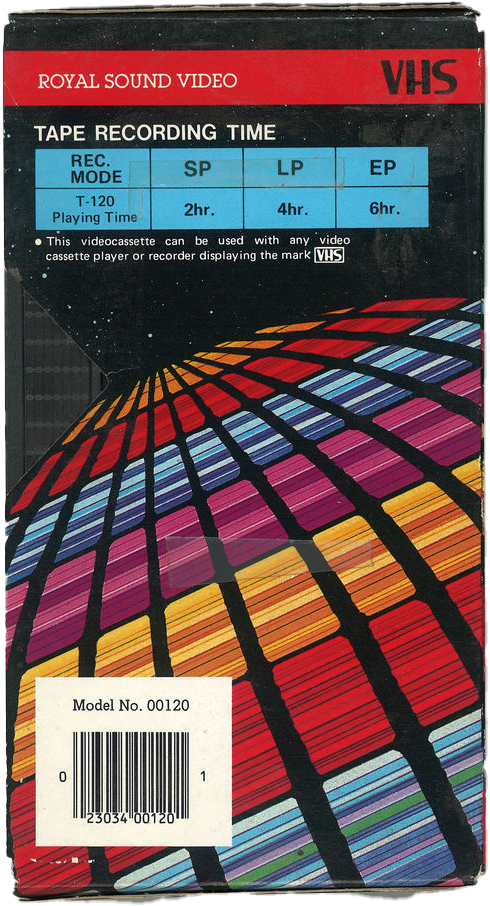 ROYAL SOUND VIDEO
VHS
TAPE RECORDING TIME
REC. MODE SP LP EP
T-120 Playing Time 2hr. 4hr. 6hr.
• This videocassette can be used with any video
cassette player or recorder displaying the mark VHS
Model No. 00120
0 23034 00120 1